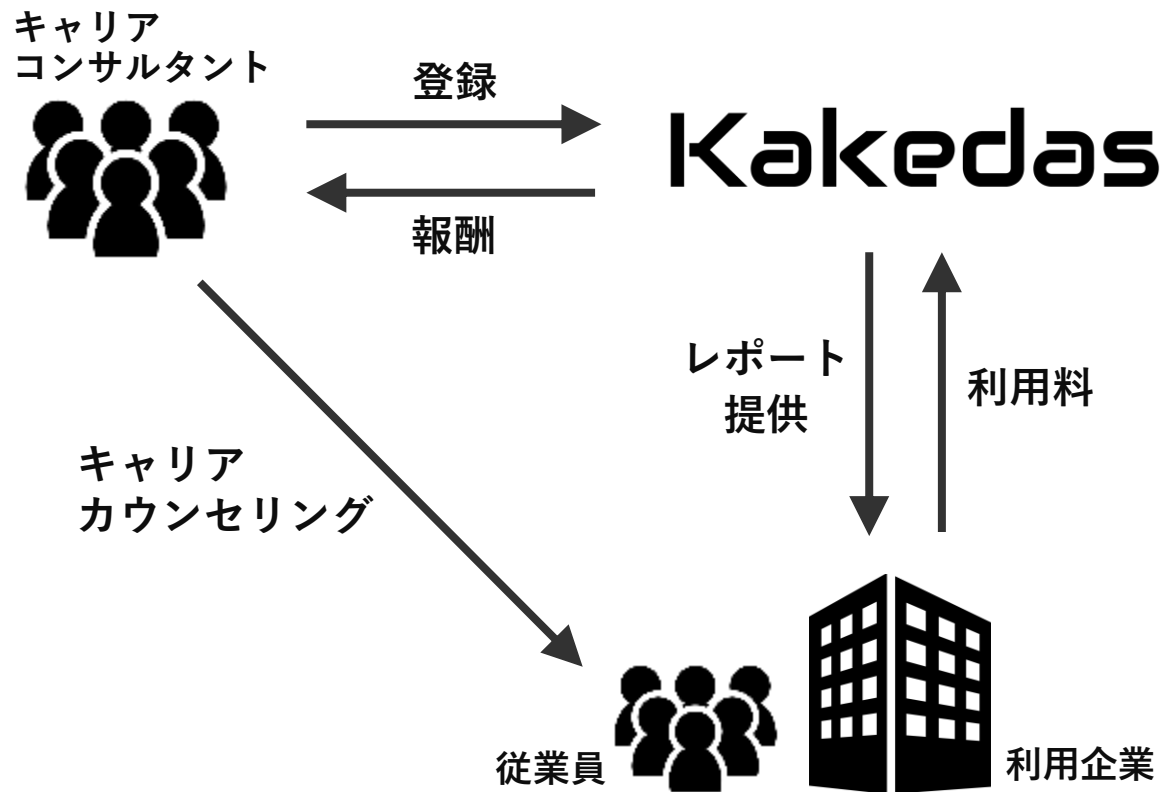 キャリア
コンサルタント
登録
Kakedas
報酬
レポート
提供
利用料
キャリア
カウンセリング
従業員
利用企業